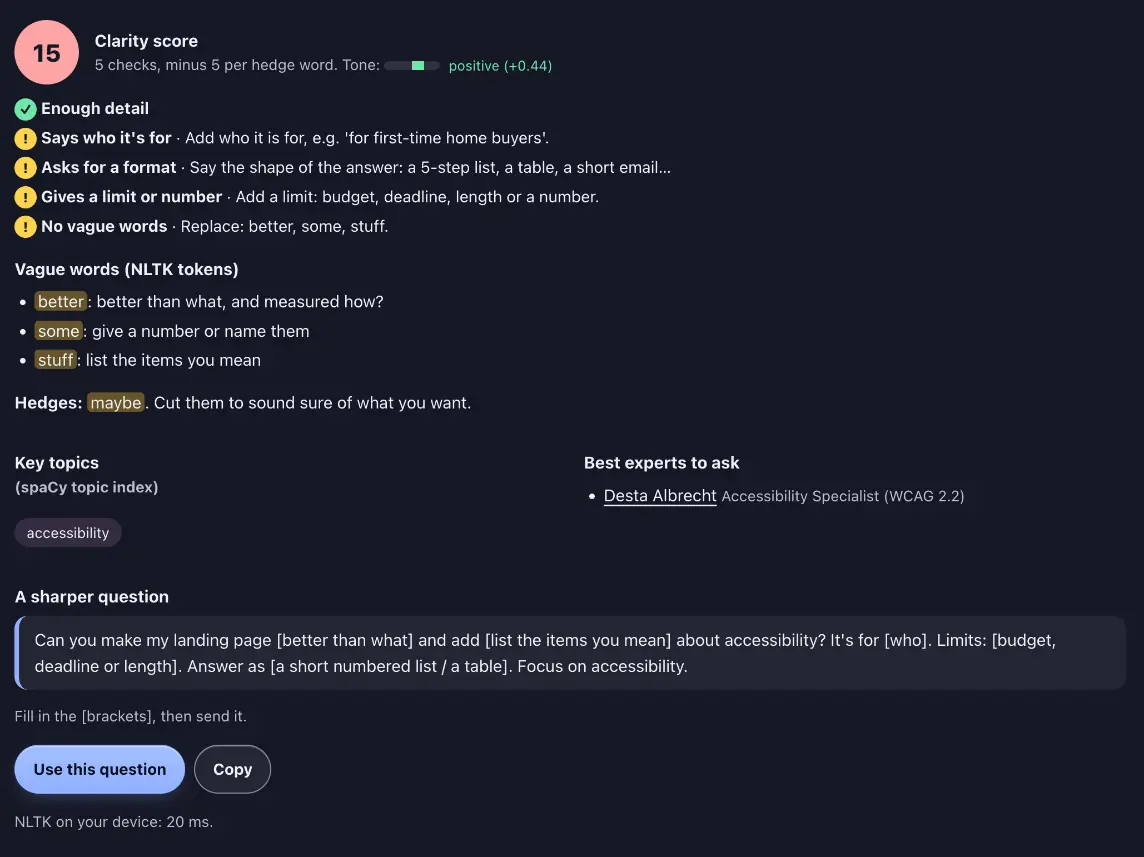 15
Clarity score
5 checks, minus 5 per hedge word. Tone: positive (+0.44)
Enough detail
Says who it's for · Add who it is for, e.g. 'for first-time home buyers'.
Asks for a format · Say the shape of the answer: a 5-step list, a table, a short email...
Gives a limit or number · Add a limit: budget, deadline, length or a number.
No vague words · Replace: better, some, stuff.
Vague words (NLTK tokens)
• better: better than what, and measured how?
• some: give a number or name them
• stuff: list the items you mean
Hedges: maybe. Cut them to sound sure of what you want.
Key topics
(spaCy topic index)
accessibility
Best experts to ask
• Desta Albrecht Accessibility Specialist (WCAG 2.2)
A sharper question
Can you make my landing page [better than what] and add [list the items you mean] about accessibility? It's for [who]. Limits: [budget,
deadline or length]. Answer as [a short numbered list / a table]. Focus on accessibility.
Fill in the [brackets], then send it.
Use this question
Copy
NLTK on your device: 20 ms.